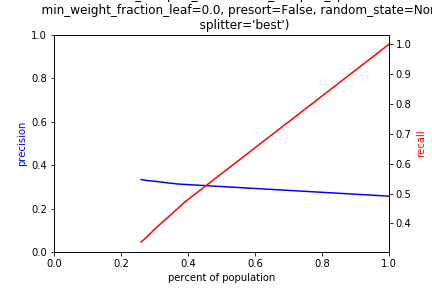 min_weight_fraction_leaf=0.0, presort=False, random_state=Non
splitter='best')
1.0
0.8
0.6
0.4
0.2
0.0
precision
1.0
0.9
0.8
0.7
0.6
0.5
0.4
recall
0.0 0.2 0.4 0.6 0.8 1.0
percent of population